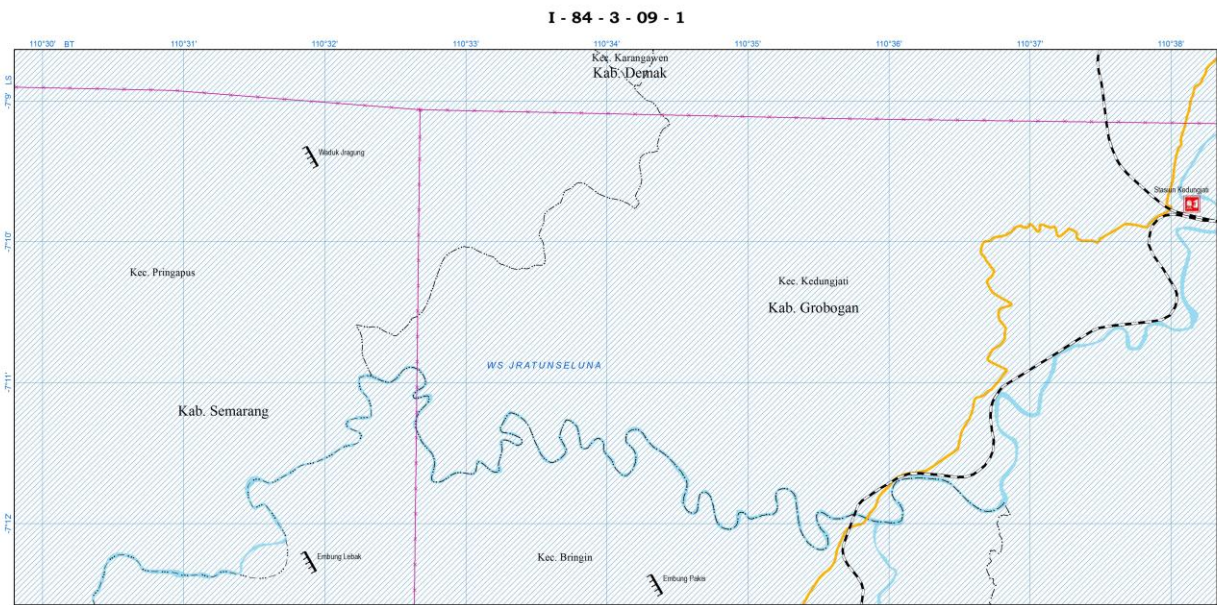 I - 84 - 3 - 09 - 1
110°30' BT
110°31'
110°32'
110°33'
110°34'
110°35'
110°36'
110°37'
110°38'
LS
-7°9'
-7°10'
-7°11'
-7°12'
Kec. Karangawen
Kab. Demak
Waduk Jragung
Stasiun Kedungjati
Kec. Pringapus
Kec. Kedungjati
Kab. Grobogan
WS JRATUNSELUNA
Kab. Semarang
Embung Lebak
Kec. Bringin
Embung Pakis